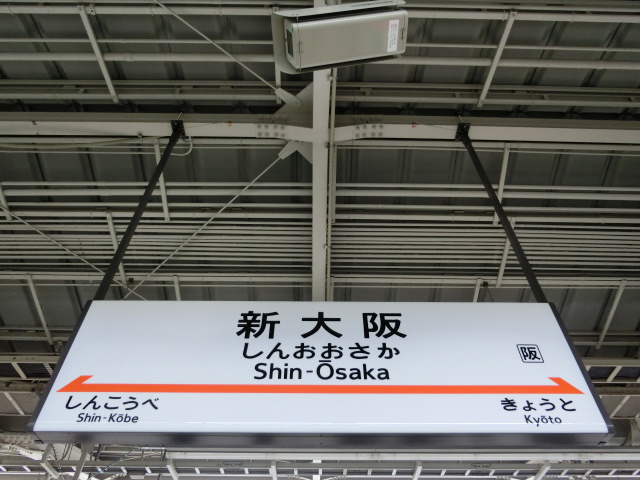 新大阪
しんおおさか
Shin-Ōsaka
阪
しんこうべ
Shin-Kōbe
きょうと
Kyōto